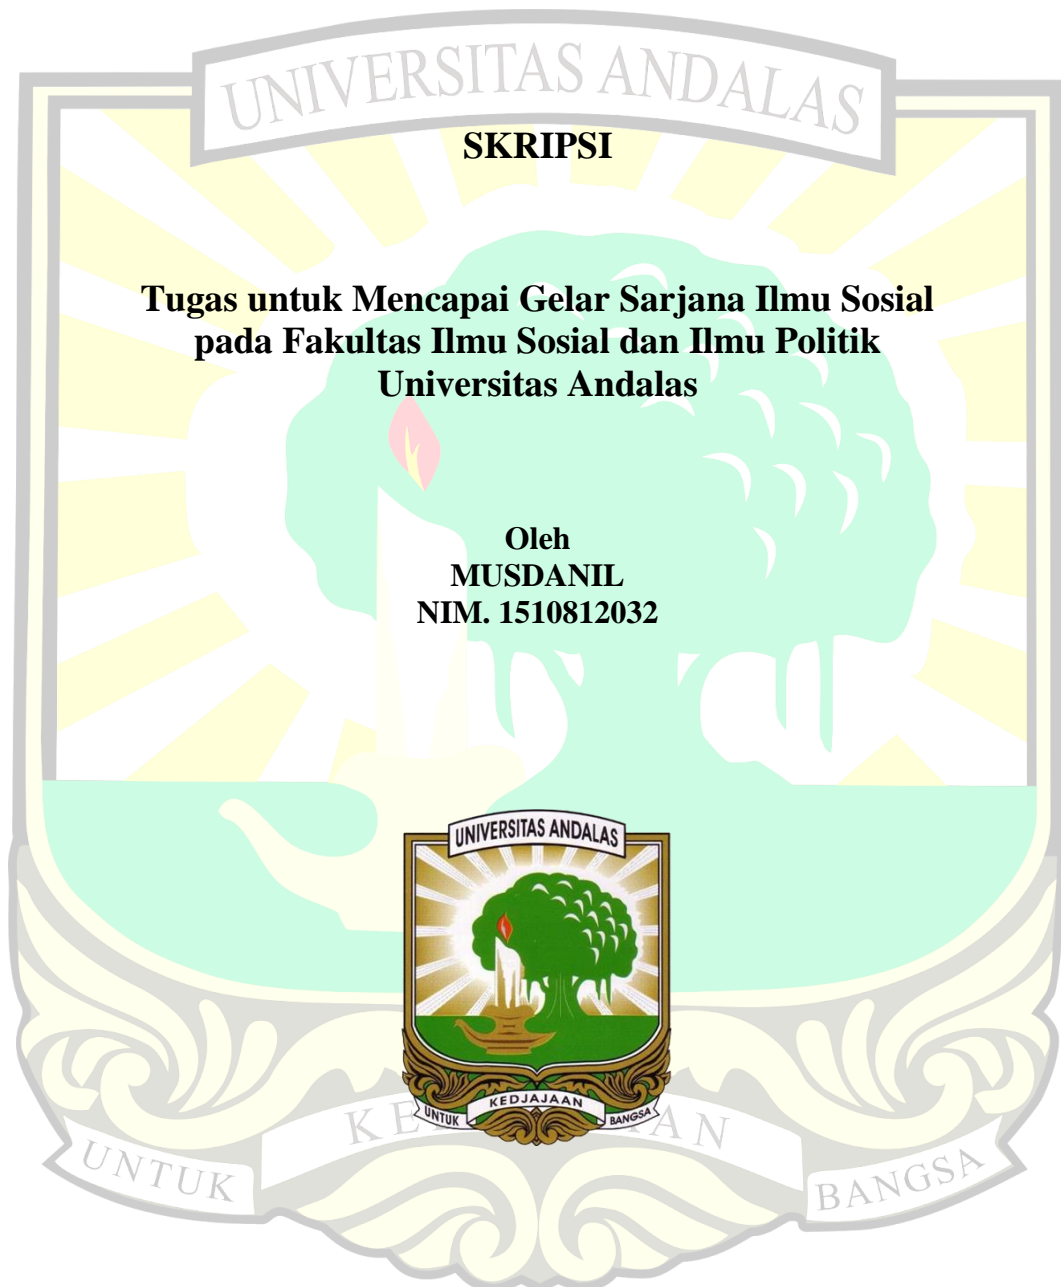 UNIVERSITAS ANDALAS
SKRIPSI
Tugas untuk Mencapai Gelar Sarjana Ilmu Sosial
pada Fakultas Ilmu Sosial dan Ilmu Politik
Universitas Andalas
Oleh
MUSDANIL
NIM. 1510812032
UNIVERSITAS ANDALAS
UNTUK KEDJAJAAN BANGSA
UNTUK BANGSA